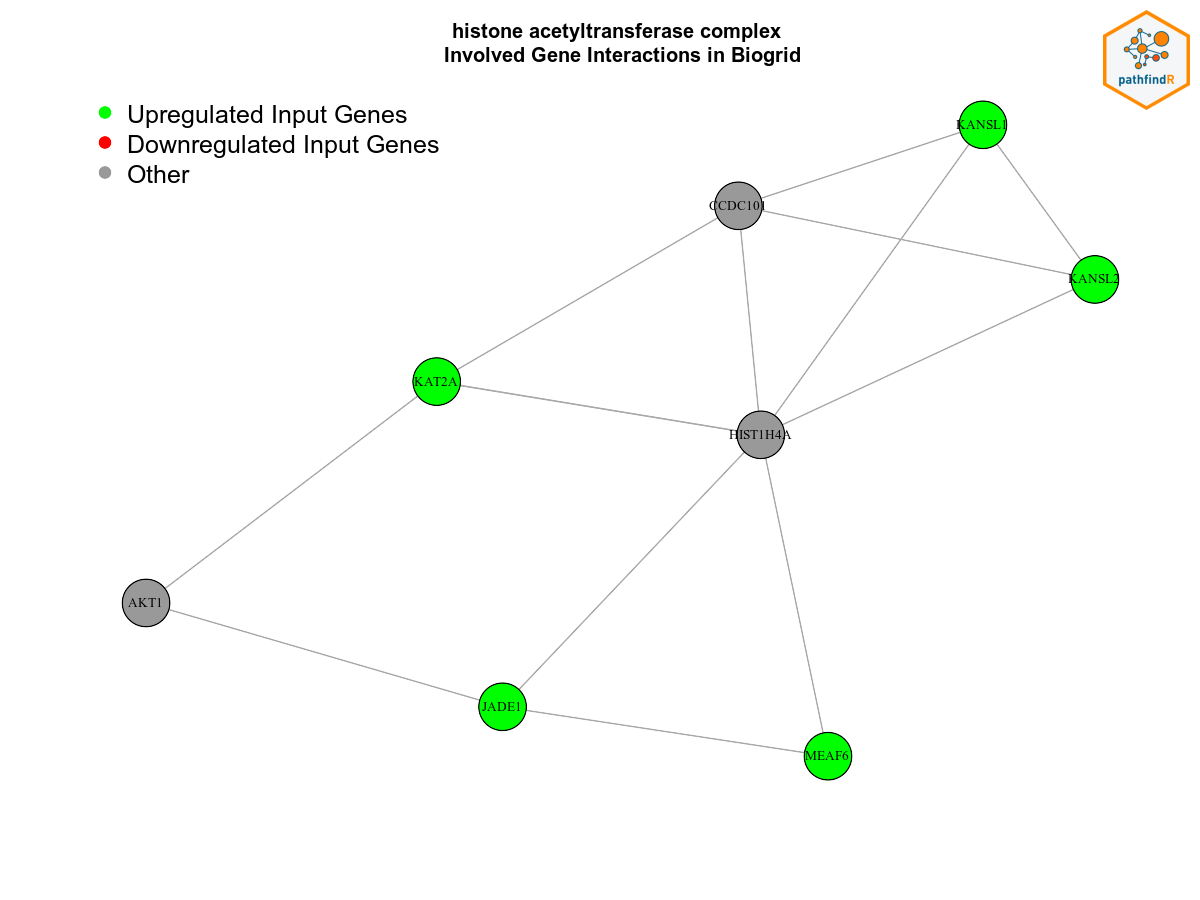 histone acetyltransferase complex
Involved Gene Interactions in Biogrid
pathfindR
Upregulated Input Genes
Downregulated Input Genes
Other
KANSL1
CCDC101
KANSL2
KAT2A
HIST1H4A
AKT1
JADE1
MEAF6